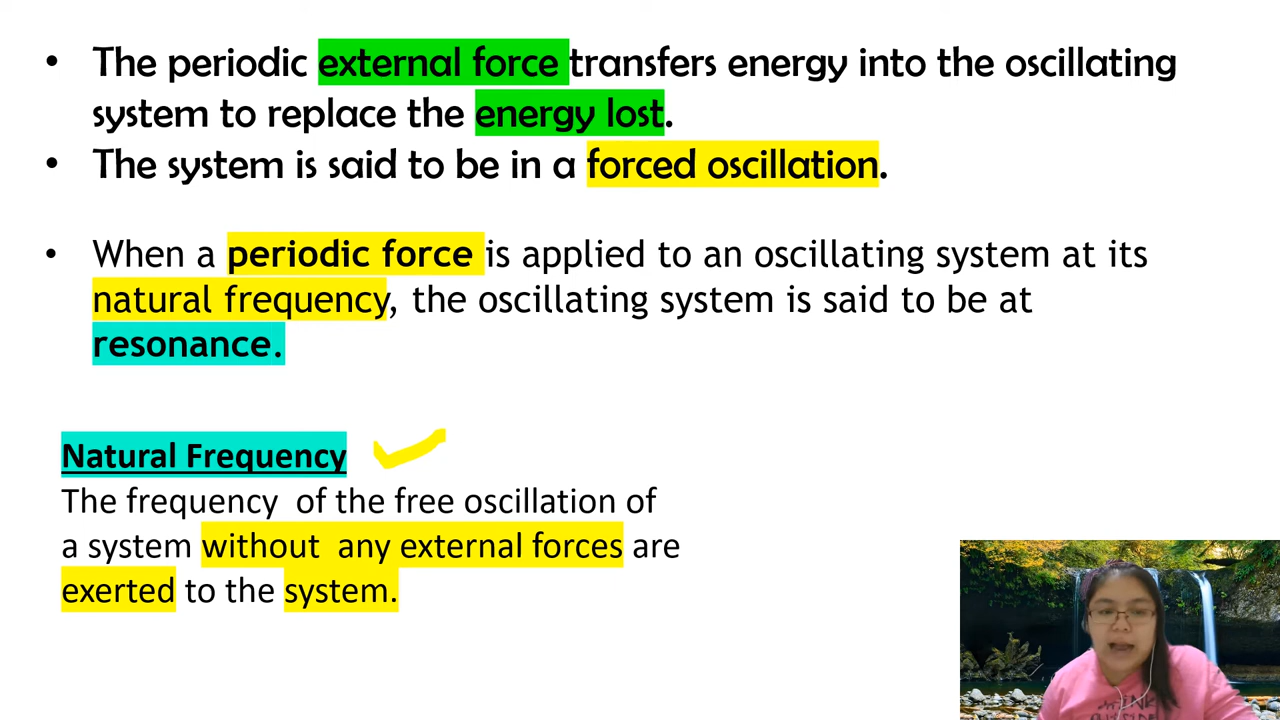 • The periodic external force transfers energy into the oscillating
system to replace the energy lost.
• The system is said to be in a forced oscillation.
• When a periodic force is applied to an oscillating system at its
natural frequency, the oscillating system is said to be at
resonance.
Natural Frequency
The frequency of the free oscillation of
a system without any external forces are
exerted to the system.